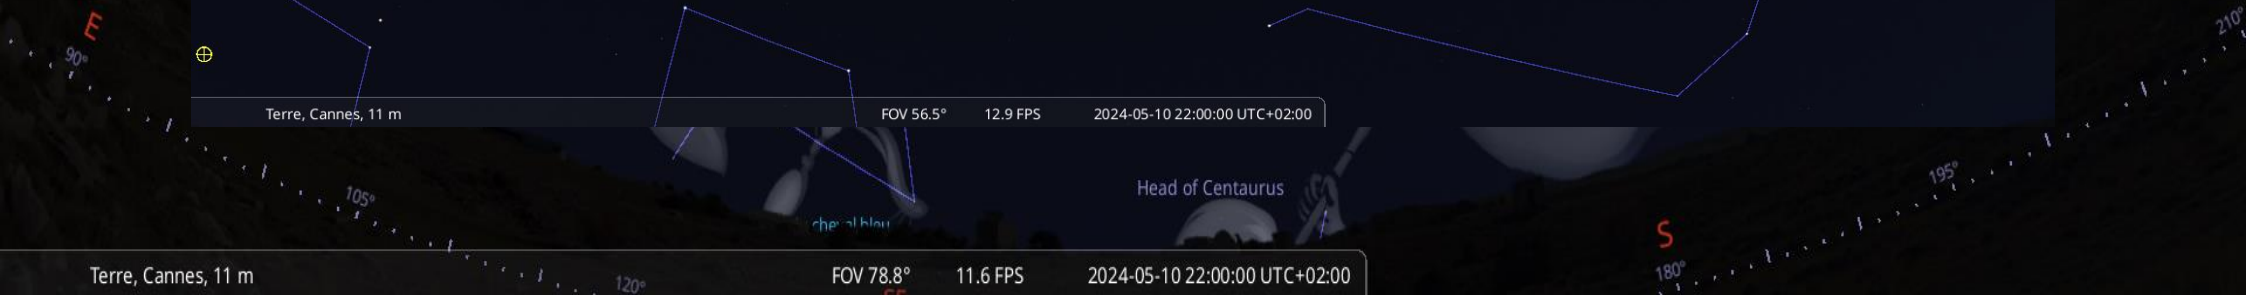 E
90°
210°
Terre, Cannes, 11 m FOV 56.5° 12.9 FPS 2024-05-10 22:00:00 UTC+02:00
Head of Centaurus
195°
105°
cheval bleu
S
180°
120°
Terre, Cannes, 11 m FOV 78.8° 11.6 FPS 2024-05-10 22:00:00 UTC+02:00